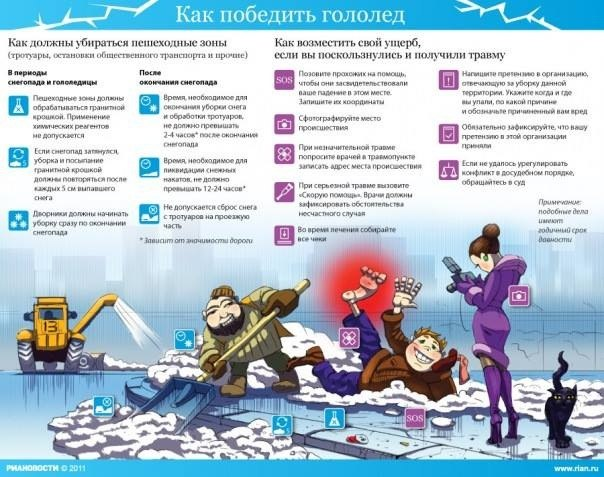 Как победить гололед
Как должны убираться пешеходные зоны
(тротуары, остановки общественного транспорта и прочие)
В периоды
снегопада и гололедицы
Пешеходные зоны должны
обрабатываться гранитной
крошкой. Применение
химических реагентов
не допускается
Если снегопад затянулся,
уборка и посыпание
гранитной крошкой
должны повторяться после
каждых 5 см выпавшего
снега
Дворники должны начинать
уборку сразу по окончании
снегопада
После
окончания снегопада
Время, необходимое для
окончания уборки снега
и обработки тротуаров,
не должно превышать
2-4 часов* после окончания
снегопада
Время, необходимое для
ликвидации снежных
накатов, не должно
превышать 12-24 часов*
Не допускается сброс снега
с тротуаров на проезжую
часть
* Зависит от значимости дороги
Как возместить свой ущерб,
если вы поскользнулись и получили травму
SOS
Позовите прохожих на помощь,
чтобы они засвидетельствовали
ваше падение в этом месте.
Запишите их координаты
Сфотографируйте место
происшествия
При незначительной травме
попросите врачей в травмпункте
записать адрес места происшествия
При серьезной травме вызовите
«Скорую помощь». Врачи должны
зафиксировать обстоятельства
несчастного случая
Во время лечения собирайте
все чеки
Напишите претензию в организацию,
отвечающую за уборку данной
территории. Укажите когда и где
вы упали, по какой причине
и обозначьте причиненный вам вред
Обязательно зафиксируйте, что вашу
претензию в этой организации
приняли
Если не удалось урегулировать
конфликт в досудебном порядке,
обращайтесь в суд
Примечание:
подобные дела
имеют
годичный срок
давности
13
SOS
РИАНОВОСТИ © 2011
www.rian.ru